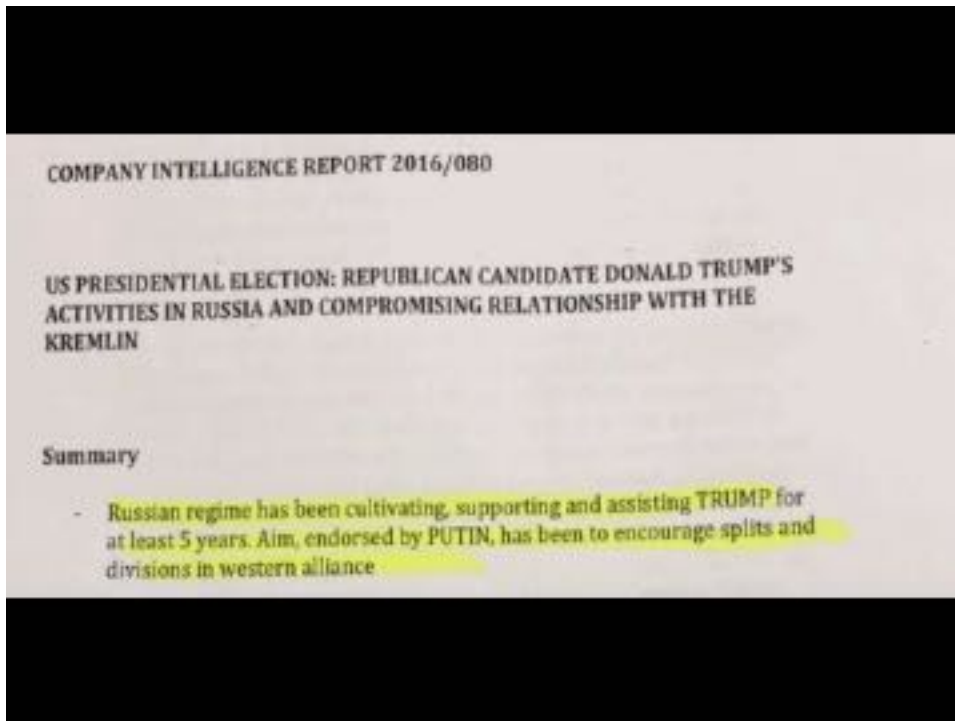 COMPANY INTELLIGENCE REPORT 2016/080
US PRESIDENTIAL ELECTION: REPUBLICAN CANDIDATE DONALD TRUMP'S
ACTIVITIES IN RUSSIA AND COMPROMISING RELATIONSHIP WITH THE
KREMLIN
Summary
- Russian regime has been cultivating, supporting and assisting TRUMP for
at least 5 years. Aim, endorsed by PUTIN, has been to encourage splits and
divisions in western alliance